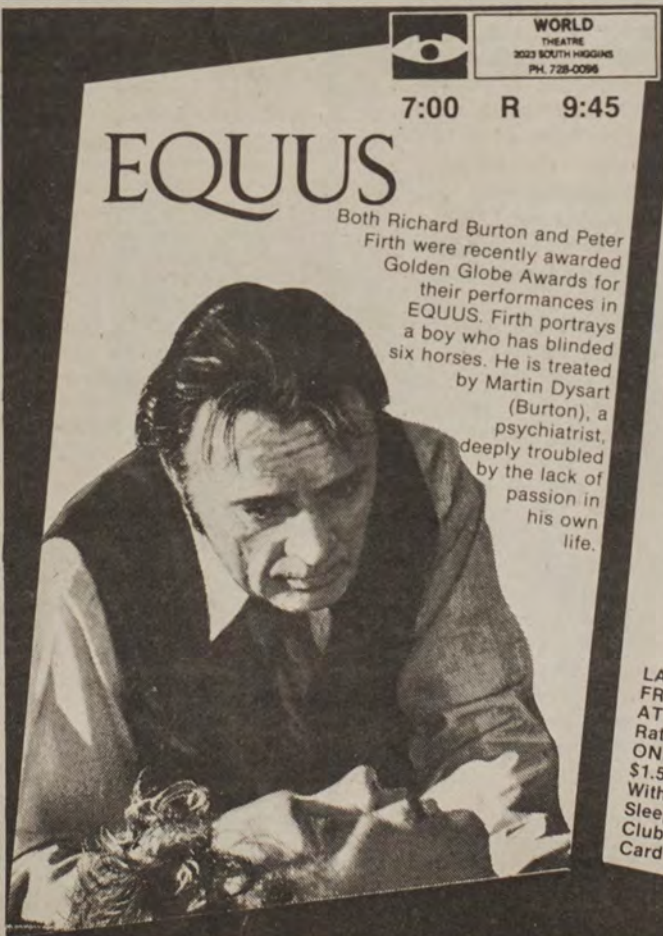 WORLD
THEATRE
2023 SOUTH HIGGINS
PH. 728-0096
7:00 R 9:45
EQUUS
Both Richard Burton and Peter
Firth were recently awarded
Golden Globe Awards for
their performances in
EQUUS. Firth portrays
a boy who has blinded
six horses. He is treated
by Martin Dysart
(Burton), a
psychiatrist,
deeply troubled
by the lack of
passion in
his own
life.
LA
FR
AT
Rat
ON
$1.5
With
Slee
Club
Card